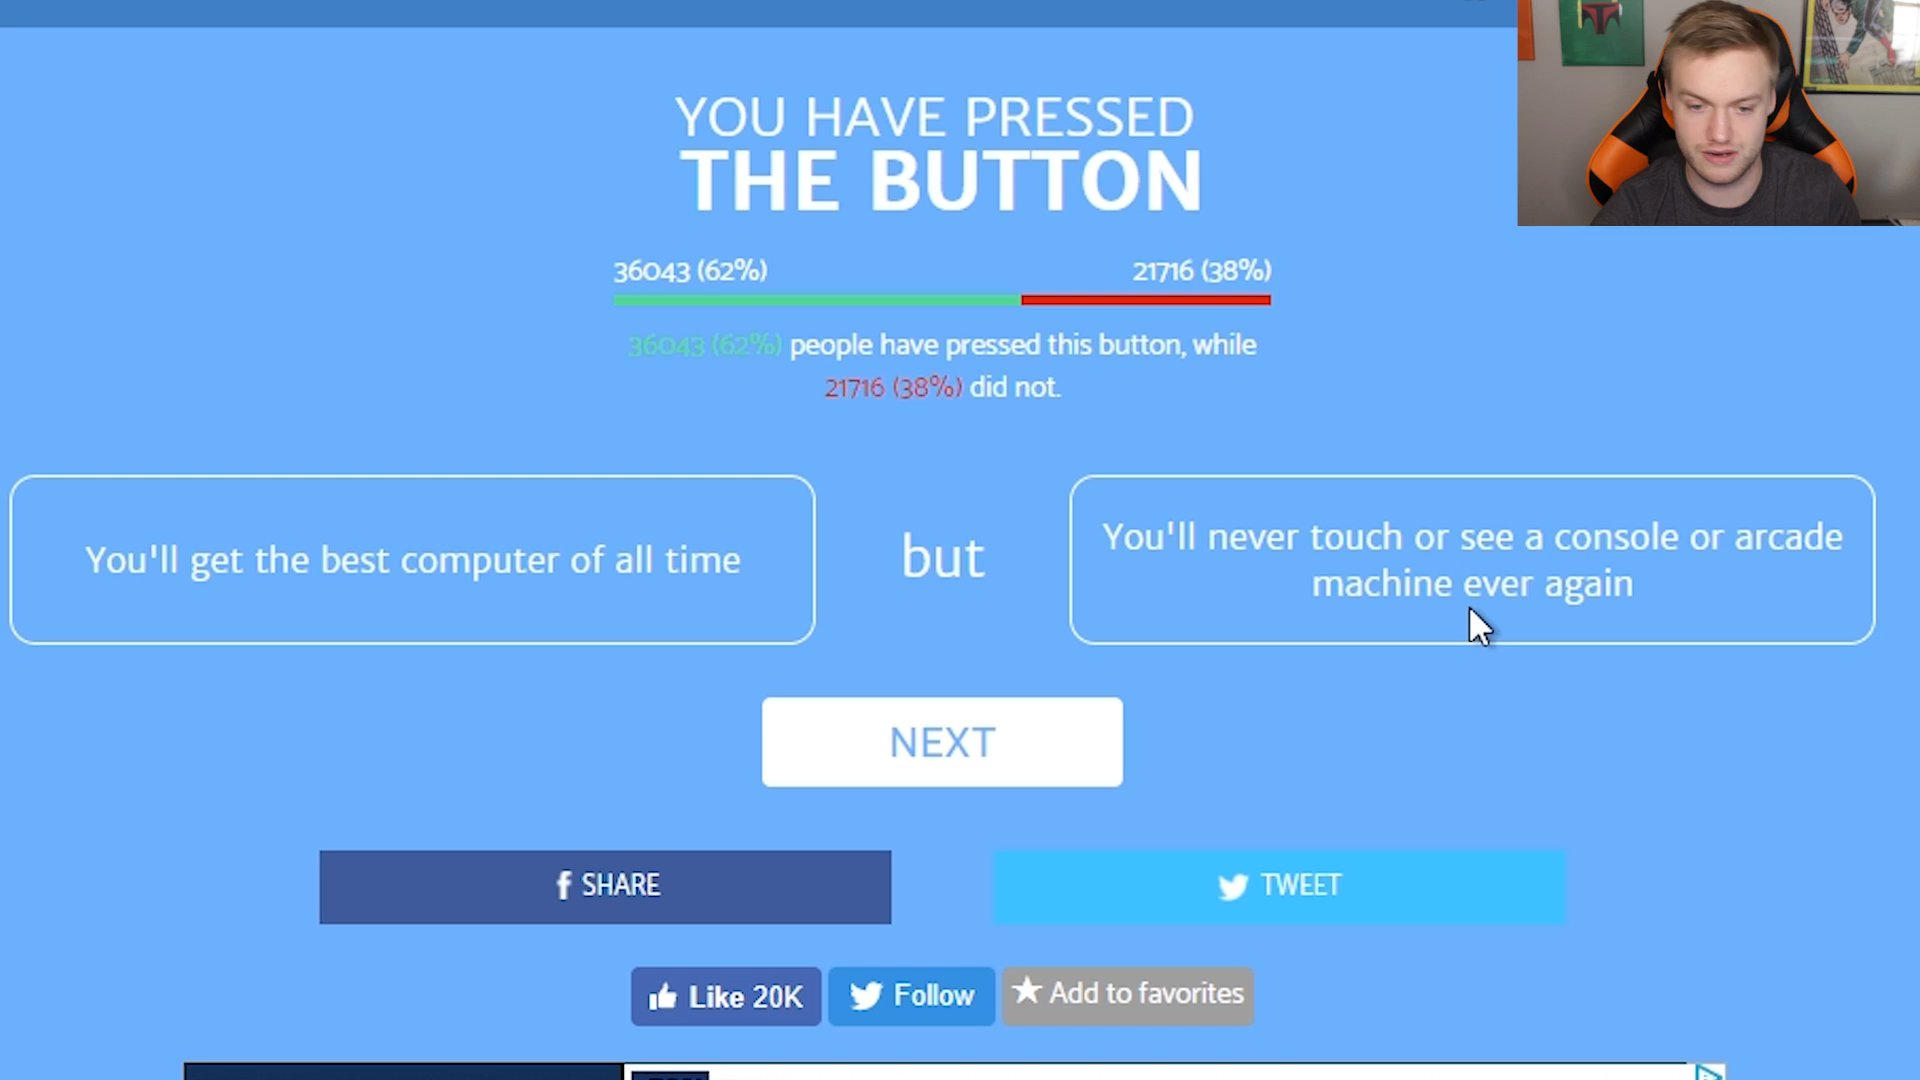 YOU HAVE PRESSED
THE BUTTON
36043 (62%) 21716 (38%)
36043 (62%) people have pressed this button, while
21716 (38%) did not.
You'll get the best computer of all time
but
You'll never touch or see a console or arcade
machine ever again
NEXT
f SHARE
TWEET
Like 20K
Follow
Add to favorites